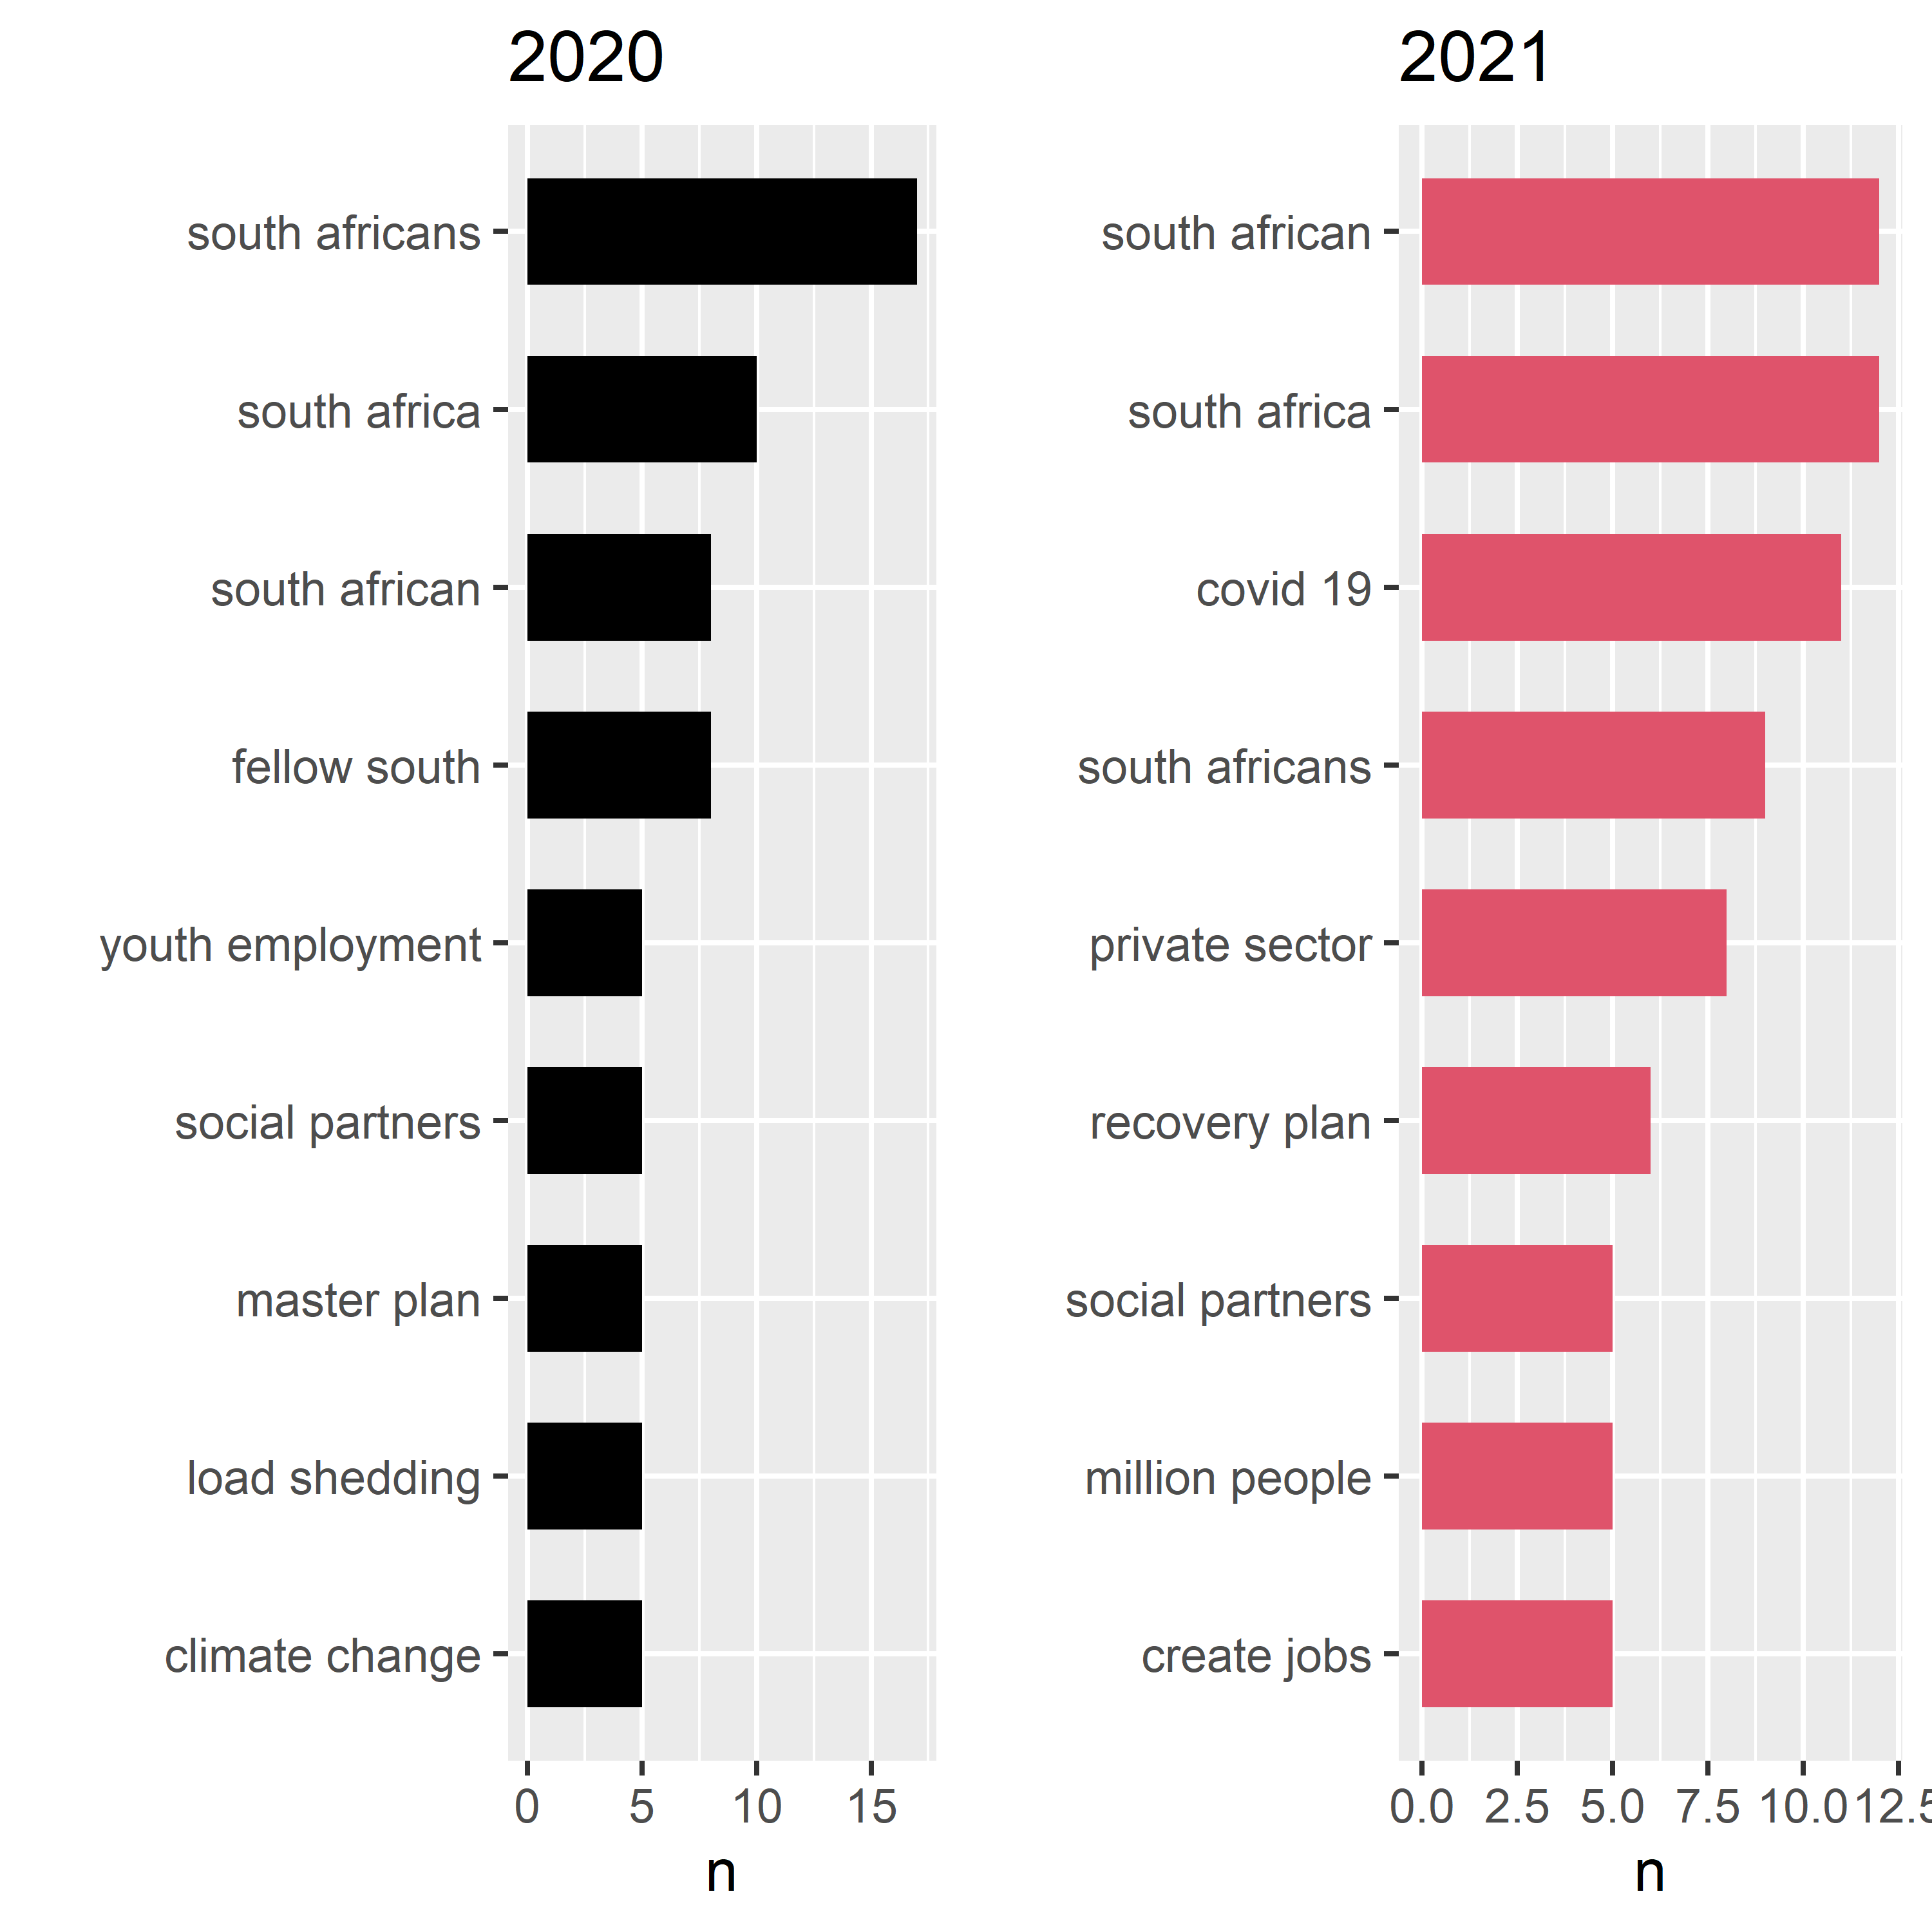 2020
south africans
south africa
south african
fellow south
youth employment
social partners
master plan
load shedding
climate change
0 5 10 15
n
2021
south african
south africa
covid 19
south africans
private sector
recovery plan
social partners
million people
create jobs
0.0 2.5 5.0 7.5 10.0 12.5
n